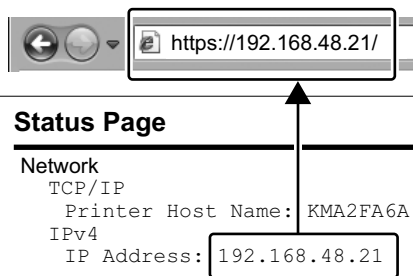 https://192.168.48.21/
Status Page
Network
TCP/IP
Printer Host Name: KMA2FA6A
IPv4
IP Address: 192.168.48.21